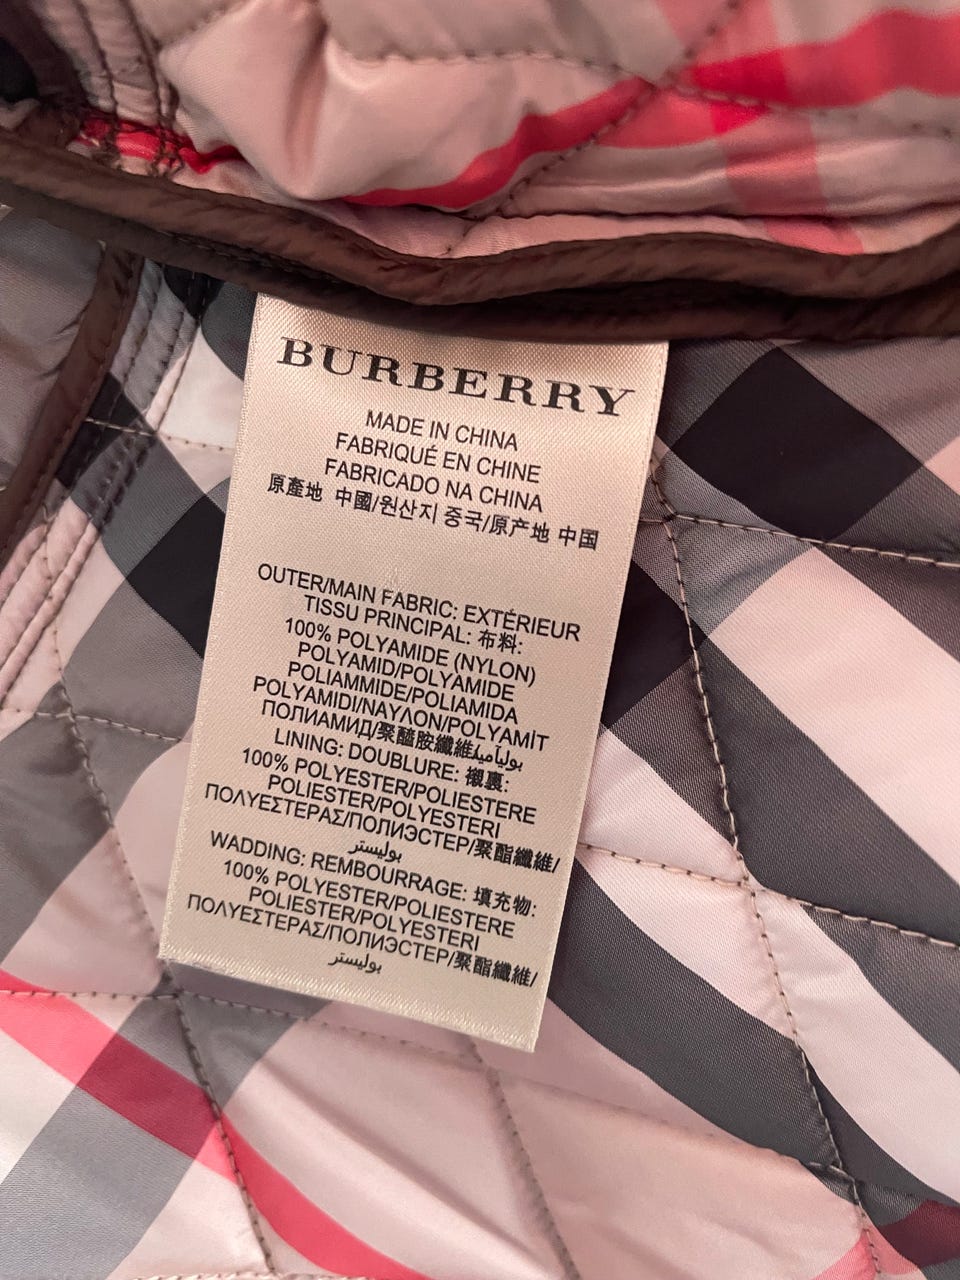 BURBERRY
MADE IN CHINA
FABRIQUÉ EN CHINE
FABRICADO NA CHINA
原產地 中國/원산지 중국/原产地 中国
OUTER/MAIN FABRIC: EXTÉRIEUR
TISSU PRINCIPAL: 布料:
100% POLYAMIDE (NYLON)
POLYAMID/POLYAMIDE
POLIAMMIDE/POLIAMIDA
POLYAMIDI/ΝΑΥΛΟΝ/POLYAMİT
ПОЛИАМИД/聚醯胺纖維/بوليآميد
LINING: DOUBLURE: 襯裏:
100% POLYESTER/POLIESTERE
POLIESTER/POLYESTERI
ΠΟΛΥΕΣΤΕΡΑΣ/ПОЛИЭСТЕР/聚酯纖維/
بوليستر
WADDING: REMBOURRAGE: 填充物:
100% POLYESTER/POLIESTERE
POLIESTER/POLYESTERI
ΠΟΛΥΕΣΤΕΡΑΣ/ПОЛИЭСТЕР/聚酯纖維/
بوليستر